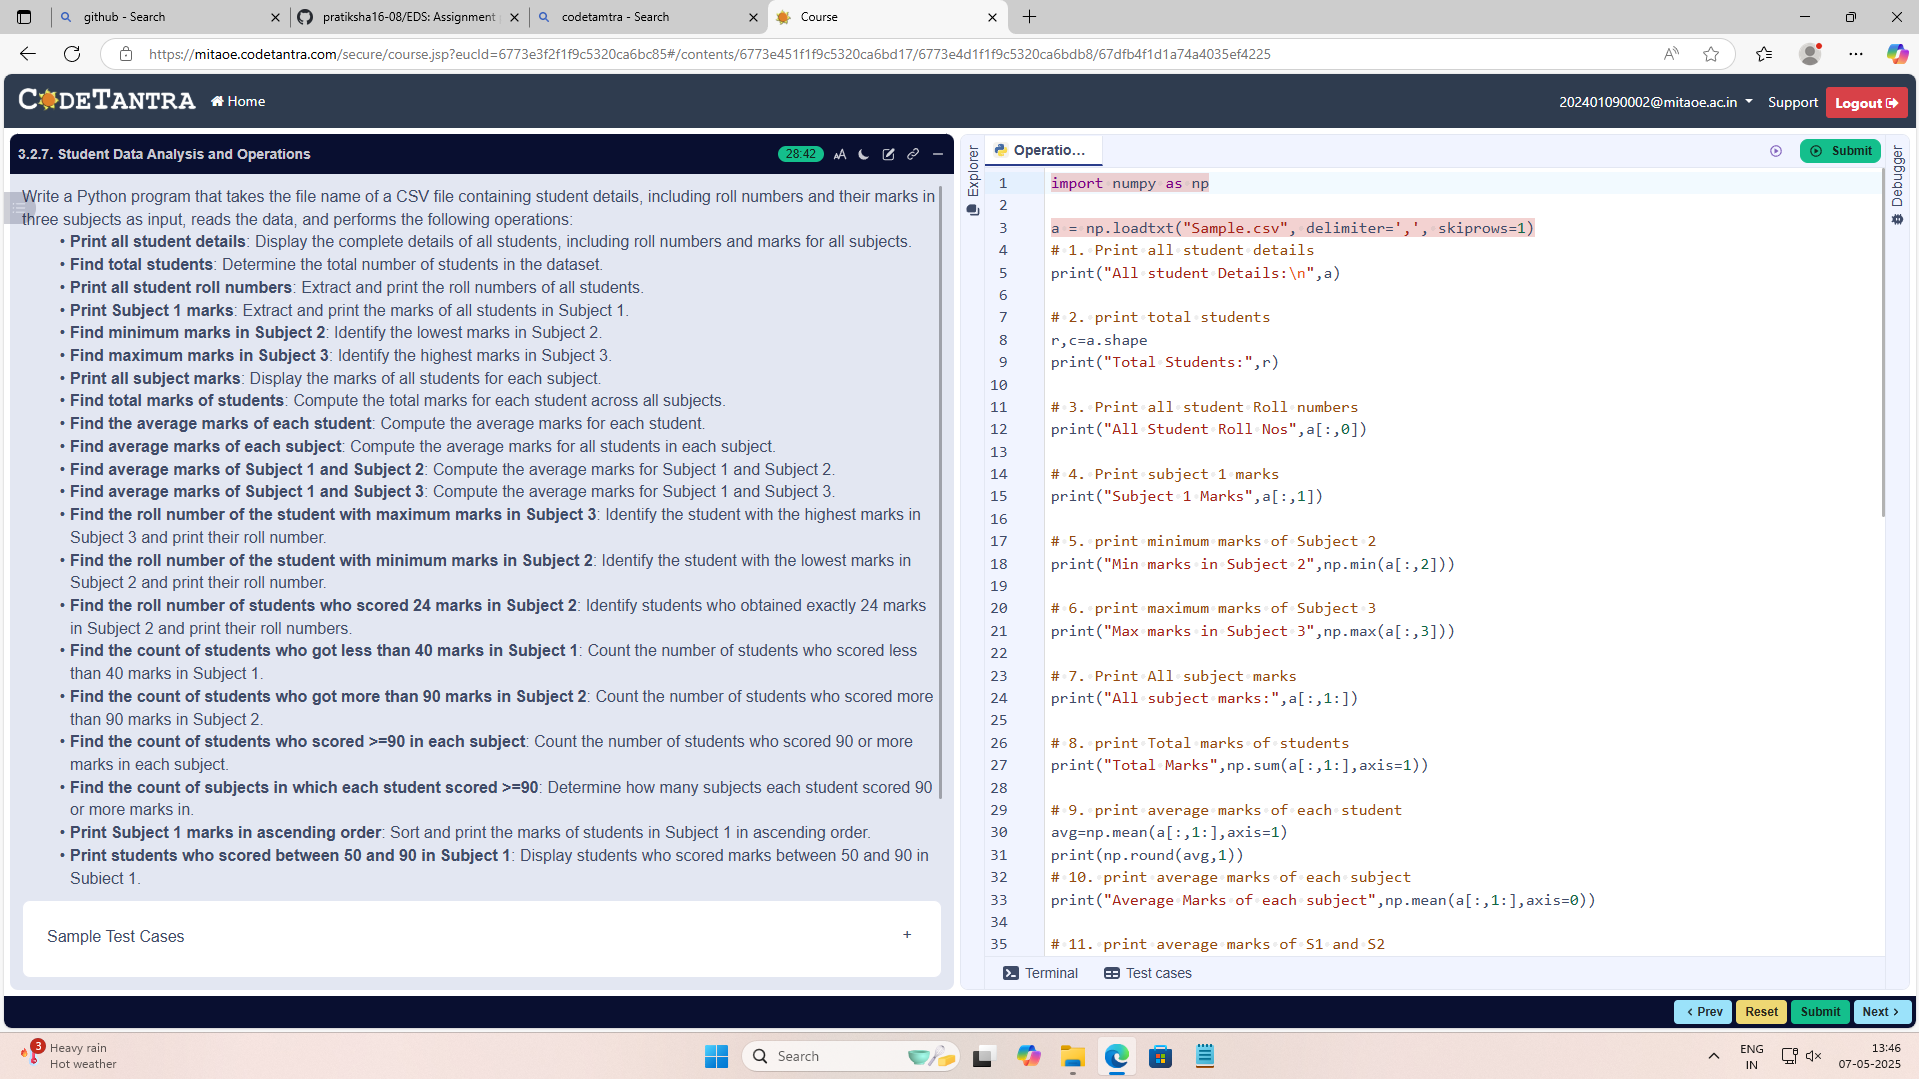 github - Search
pratiksha16-08/EDS: Assignment
codetamtra - Search
Course
https://mitaoe.codetantra.com/secure/course.jsp?eucId=6773e3f2f1f9c5320ca6bc85#/contents/6773e451f1f9c5320ca6bd17/6773e4d1f1f9c5320ca6bdb8/67dfb4f1d1a74a4035ef4225
CODETANTRA
Home
202401090002@mitaoe.ac.in
Support
Logout
3.2.7. Student Data Analysis and Operations
28:42
AA
Write a Python program that takes the file name of a CSV file containing student details, including roll numbers and their marks in
three subjects as input, reads the data, and performs the following operations:
• Print all student details: Display the complete details of all students, including roll numbers and marks for all subjects.
• Find total students: Determine the total number of students in the dataset.
• Print all student roll numbers: Extract and print the roll numbers of all students.
• Print Subject 1 marks: Extract and print the marks of all students in Subject 1.
• Find minimum marks in Subject 2: Identify the lowest marks in Subject 2.
• Find maximum marks in Subject 3: Identify the highest marks in Subject 3.
• Print all subject marks: Display the marks of all students for each subject.
• Find total marks of students: Compute the total marks for each student across all subjects.
• Find the average marks of each student: Compute the average marks for each student.
• Find average marks of each subject: Compute the average marks for all students in each subject.
• Find average marks of Subject 1 and Subject 2: Compute the average marks for Subject 1 and Subject 2.
• Find average marks of Subject 1 and Subject 3: Compute the average marks for Subject 1 and Subject 3.
• Find the roll number of the student with maximum marks in Subject 3: Identify the student with the highest marks in
Subject 3 and print their roll number.
• Find the roll number of the student with minimum marks in Subject 2: Identify the student with the lowest marks in
Subject 2 and print their roll number.
• Find the roll number of students who scored 24 marks in Subject 2: Identify students who obtained exactly 24 marks
in Subject 2 and print their roll numbers.
• Find the count of students who got less than 40 marks in Subject 1: Count the number of students who scored less
than 40 marks in Subject 1.
• Find the count of students who got more than 90 marks in Subject 2: Count the number of students who scored more
than 90 marks in Subject 2.
• Find the count of students who scored >=90 in each subject: Count the number of students who scored 90 or more
marks in each subject.
• Find the count of subjects in which each student scored >=90: Determine how many subjects each student scored 90
or more marks in.
• Print Subject 1 marks in ascending order: Sort and print the marks of students in Subject 1 in ascending order.
• Print students who scored between 50 and 90 in Subject 1: Display students who scored marks between 50 and 90 in
Subject 1.
Sample Test Cases
+
Explorer
Operatio...
Submit
Debugger
1 import numpy as np
2
3 a = np.loadtxt("Sample.csv", delimiter=',', skiprows=1)
4 # 1. Print all student details
5 print("All student Details:\n",a)
6
7 # 2. print total students
8 r,c=a.shape
9 print("Total Students:",r)
10
11 # 3. Print all student Roll numbers
12 print("All Student Roll Nos",a[:,0])
13
14 # 4. Print subject 1 marks
15 print("Subject 1 Marks",a[:,1])
16
17 # 5. print minimum marks of Subject 2
18 print("Min marks in Subject 2",np.min(a[:,2]))
19
20 # 6. print maximum marks of Subject 3
21 print("Max marks in Subject 3",np.max(a[:,3]))
22
23 # 7. Print All subject marks
24 print("All subject marks:",a[:,1:])
25
26 # 8. print Total marks of students
27 print("Total Marks",np.sum(a[:,1:],axis=1))
28
29 # 9. print average marks of each student
30 avg=np.mean(a[:,1:],axis=1)
31 print(np.round(avg,1))
32 # 10. print average marks of each subject
33 print("Average Marks of each subject",np.mean(a[:,1:],axis=0))
34
35 # 11. print average marks of S1 and S2
Terminal
Test cases
Prev
Reset
Submit
Next
3
Heavy rain
Hot weather
Search
ENG
IN
13:46
07-05-2025